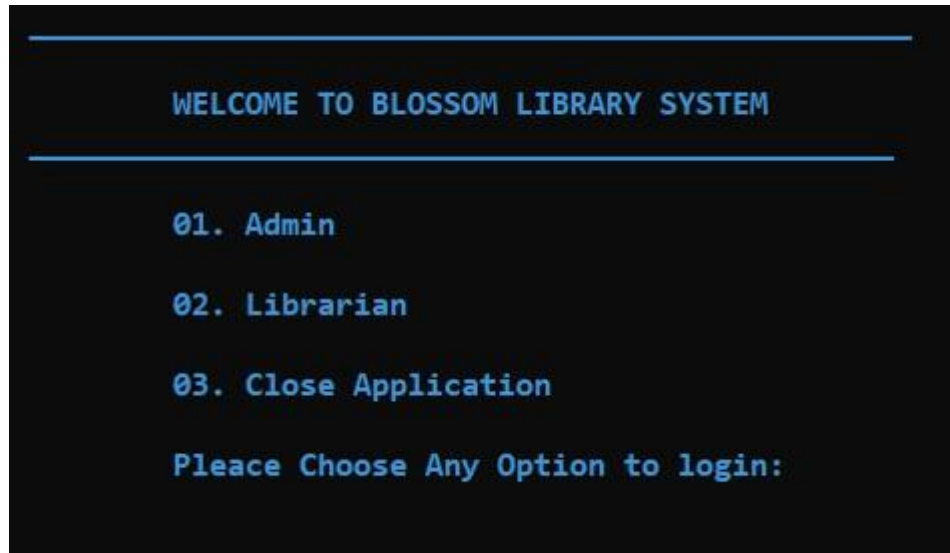 WELCOME TO BLOSSOM LIBRARY SYSTEM
01. Admin
02. Librarian
03. Close Application
Pleace Choose Any Option to login: